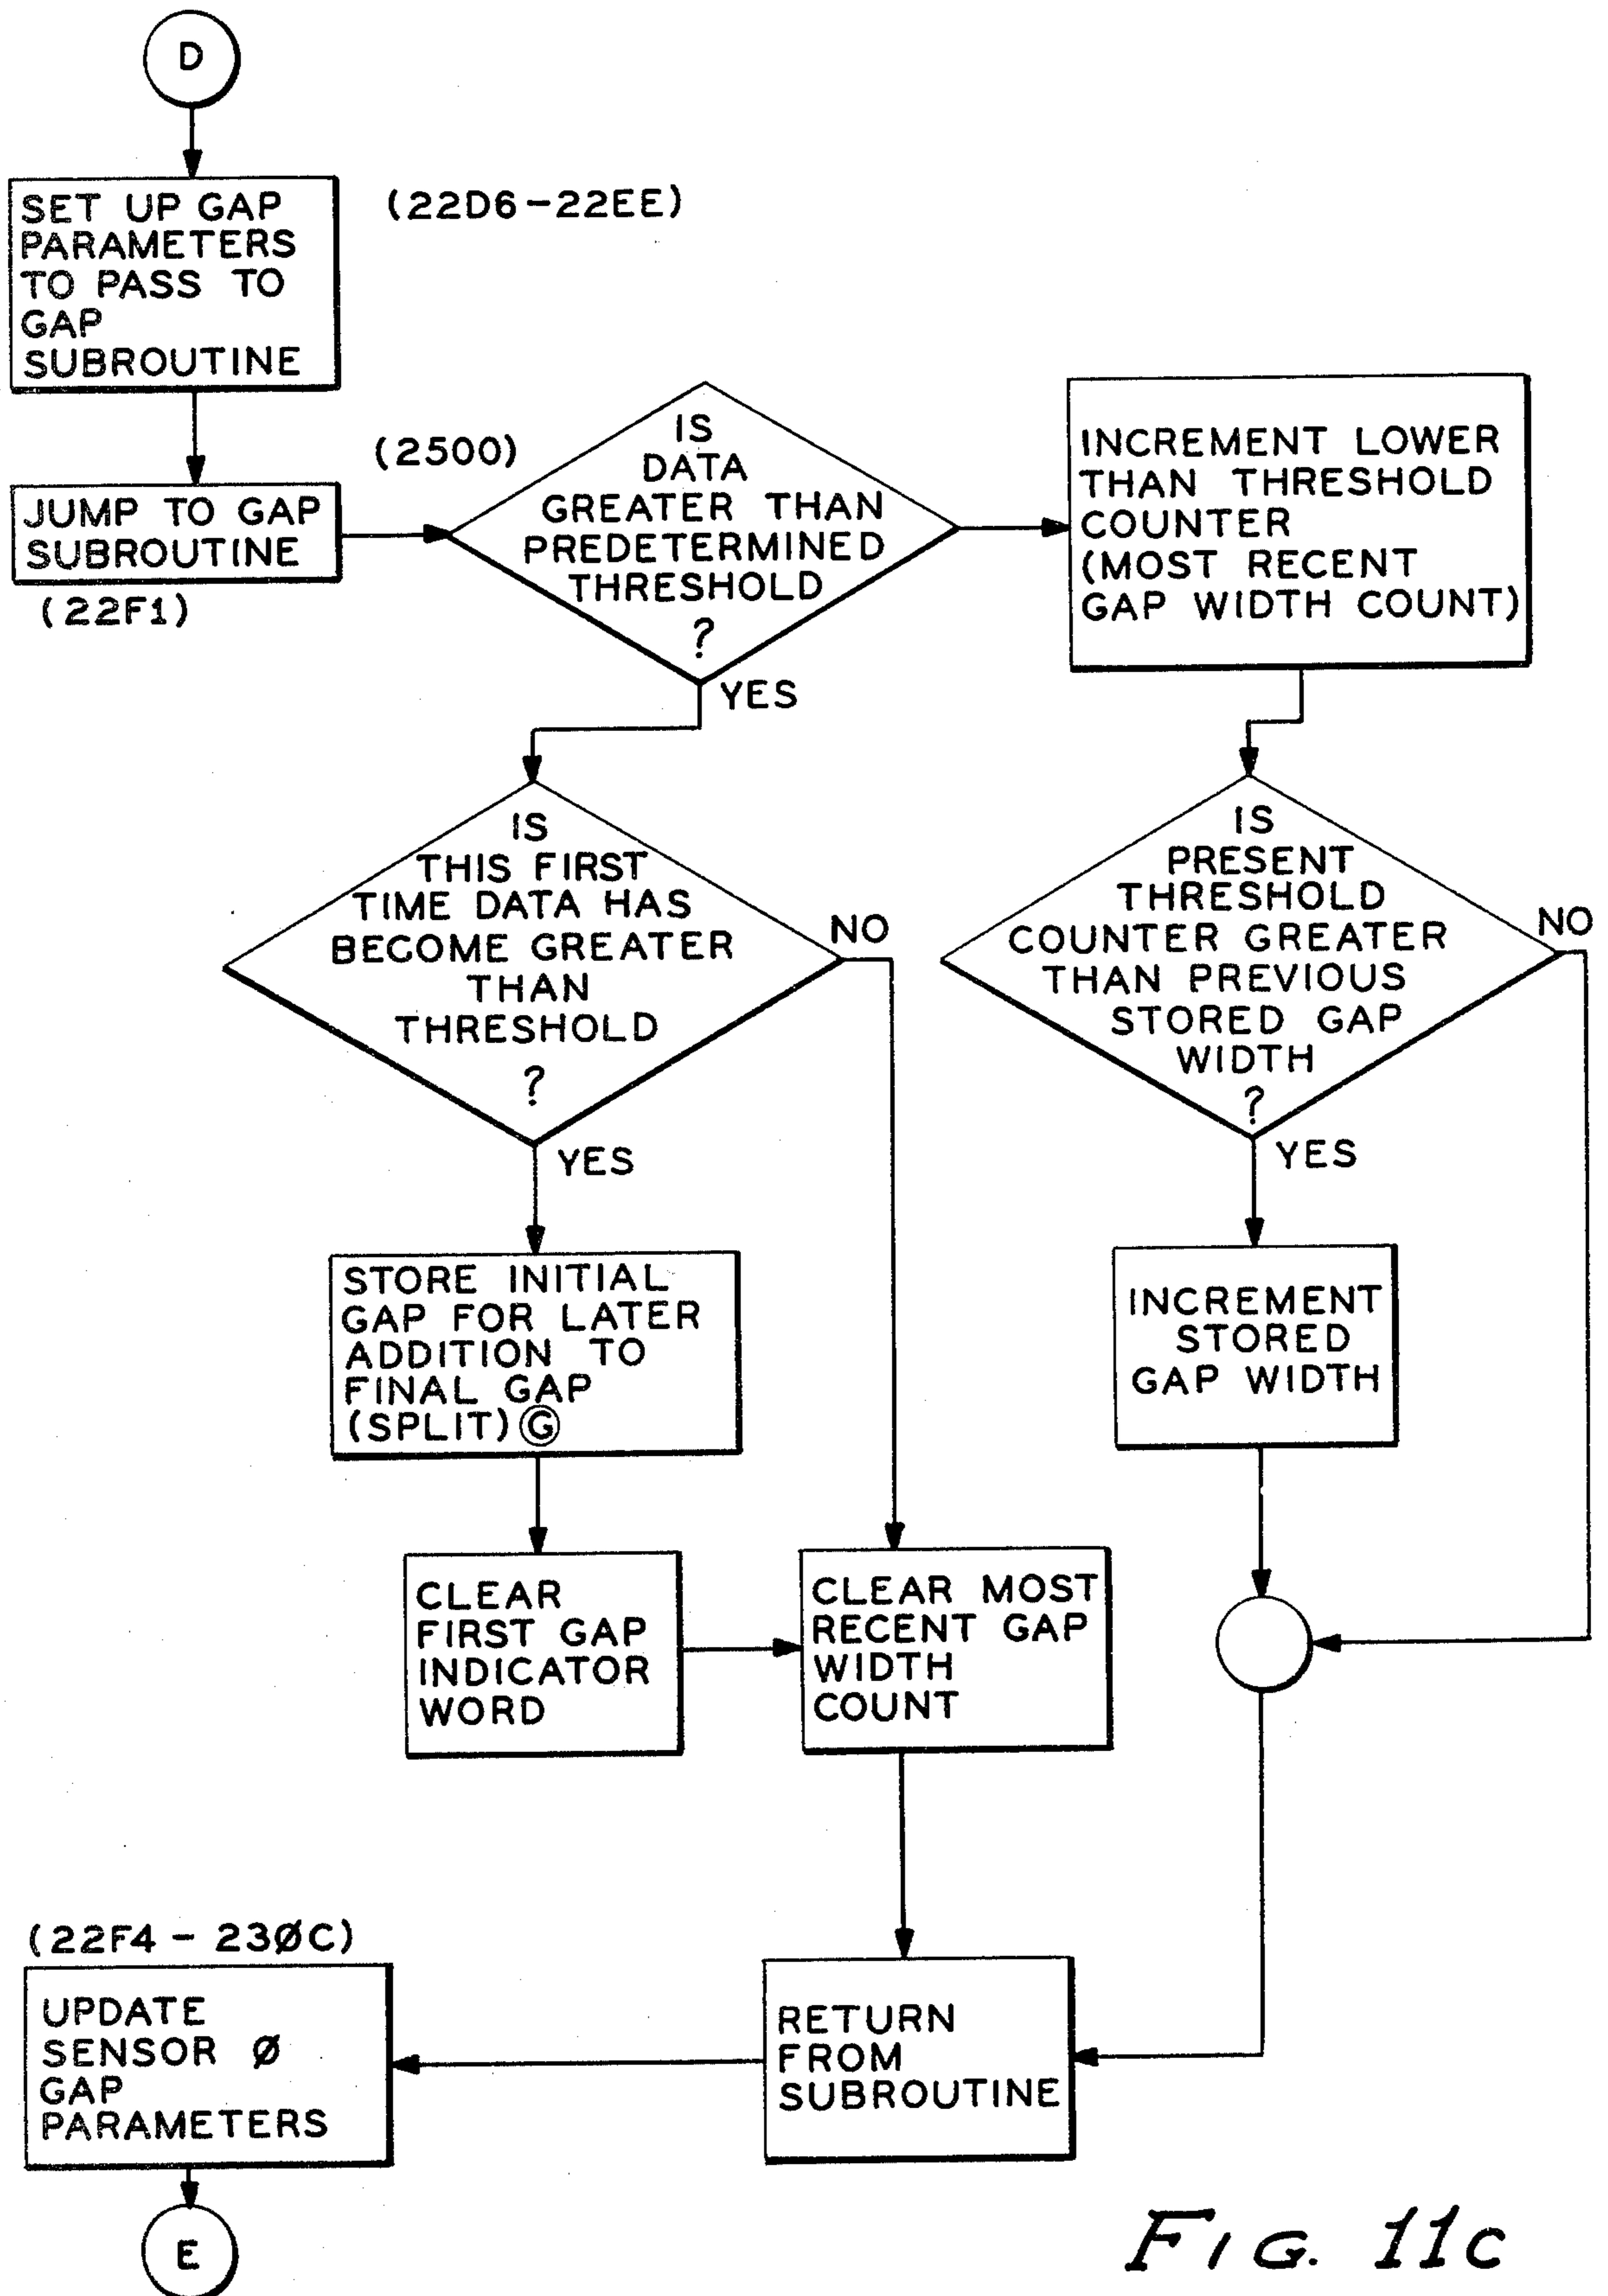 D
SET UP GAP
PARAMETERS
TO PASS TO
GAP
SUBROUTINE
(22D6-22EE)
JUMP TO GAP
SUBROUTINE
(22F1)
(2500)
IS
DATA
GREATER THAN
PREDETERMINED
THRESHOLD
?
YES
INCREMENT LOWER
THAN THRESHOLD
COUNTER
(MOST RECENT
GAP WIDTH COUNT)
IS
THIS FIRST
TIME DATA HAS
BECOME GREATER
THAN
THRESHOLD
?
NO
YES
IS
PRESENT
THRESHOLD
COUNTER GREATER
THAN PREVIOUS
STORED GAP
WIDTH
?
NO
YES
STORE INITIAL
GAP FOR LATER
ADDITION TO
FINAL GAP
(SPLIT) G
INCREMENT
STORED
GAP WIDTH
CLEAR
FIRST GAP
INDICATOR
WORD
CLEAR MOST
RECENT GAP
WIDTH
COUNT
(22F4 - 23ØC)
UPDATE
SENSOR Ø
GAP
PARAMETERS
RETURN
FROM
SUBROUTINE
E
FIG. 11c